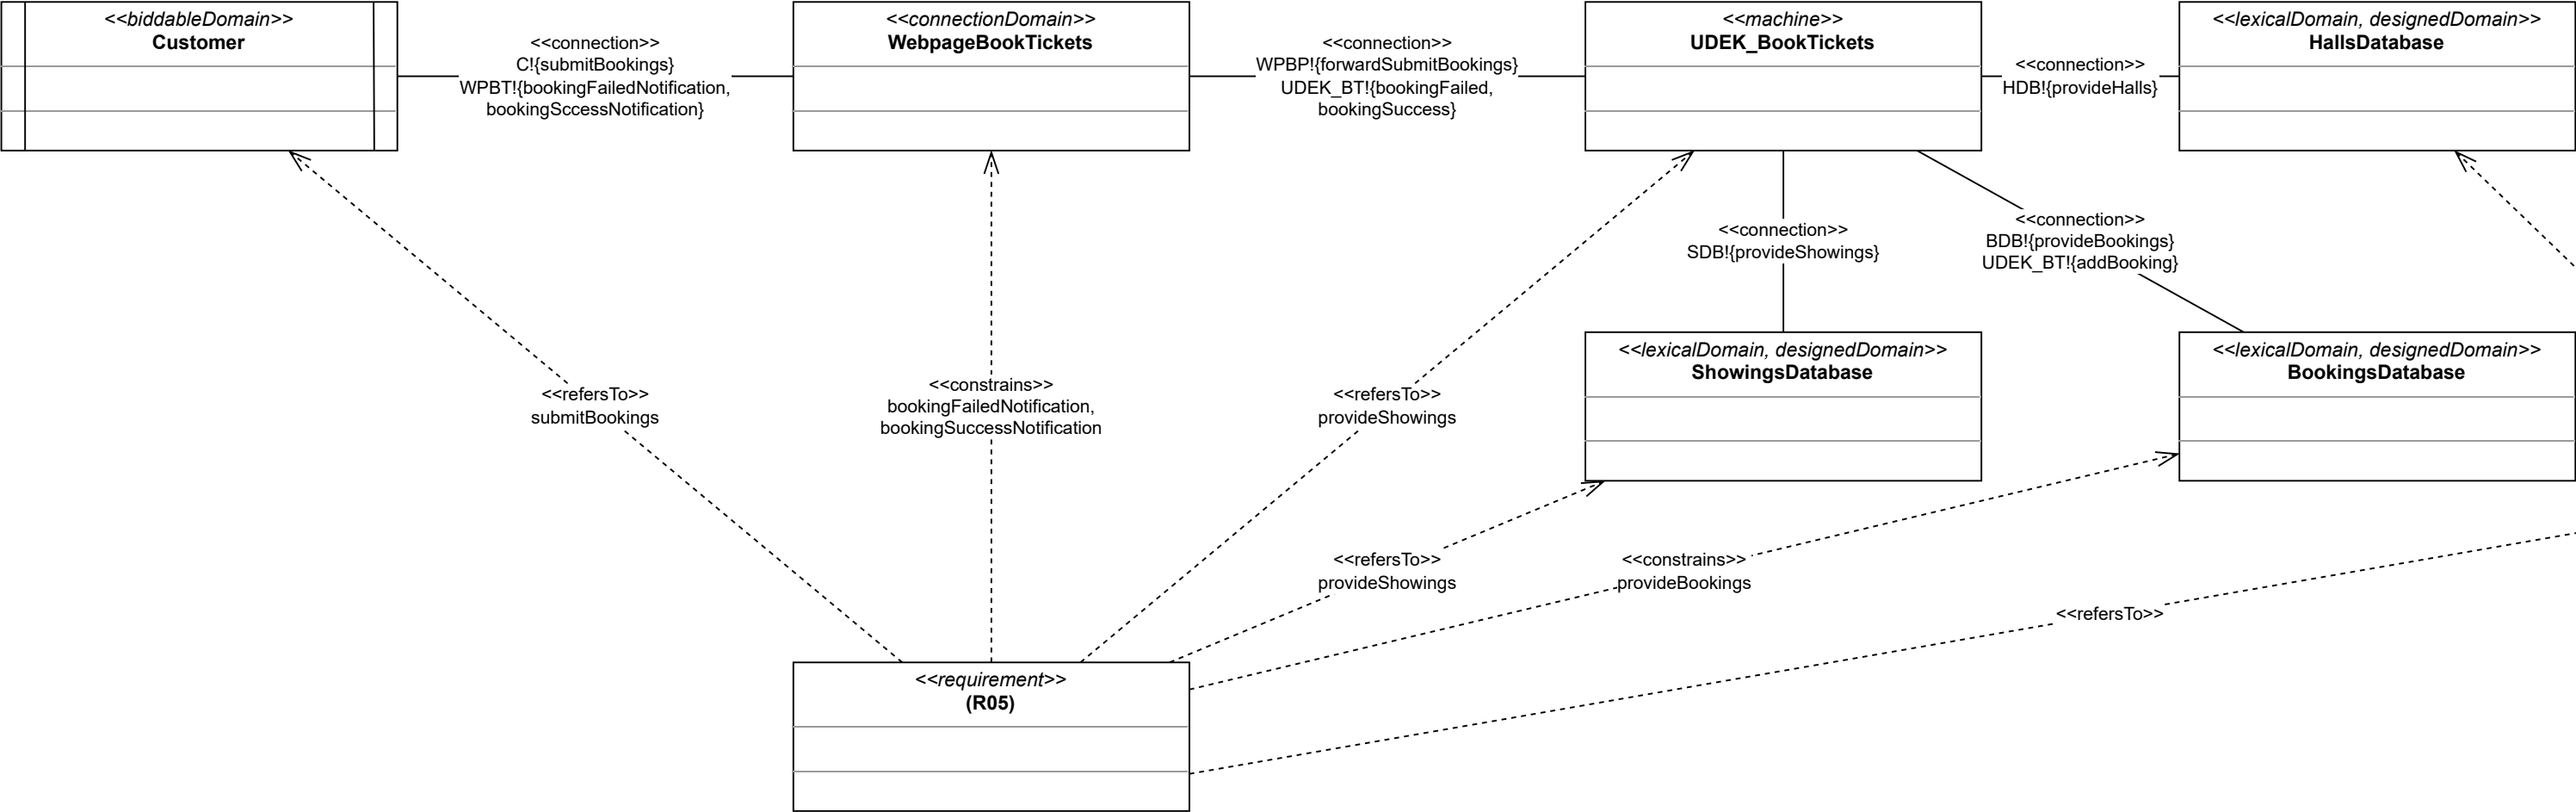 <<biddableDomain>>
Customer
<<connection>>
C!{submitBookings}
WPBT!{bookingFailedNotification,
bookingSccessNotification}
<<connectionDomain>>
WebpageBookTickets
<<connection>>
WPBP!{forwardSubmitBookings}
UDEK_BT!{bookingFailed,
bookingSuccess}
<<machine>>
UDEK_BookTickets
<<connection>>
HDB!{provideHalls}
<<lexicalDomain, designedDomain>>
HallsDatabase
<<connection>>
SDB!{provideShowings}
<<connection>>
BDB!{provideBookings}
UDEK_BT!{addBooking}
<<lexicalDomain, designedDomain>>
ShowingsDatabase
<<lexicalDomain, designedDomain>>
BookingsDatabase
<<refersTo>>
submitBookings
<<constrains>>
bookingFailedNotification,
bookingSuccessNotification
<<refersTo>>
provideShowings
<<refersTo>>
provideShowings
<<constrains>>
provideBookings
<<refersTo>>
<<requirement>>
(R05)